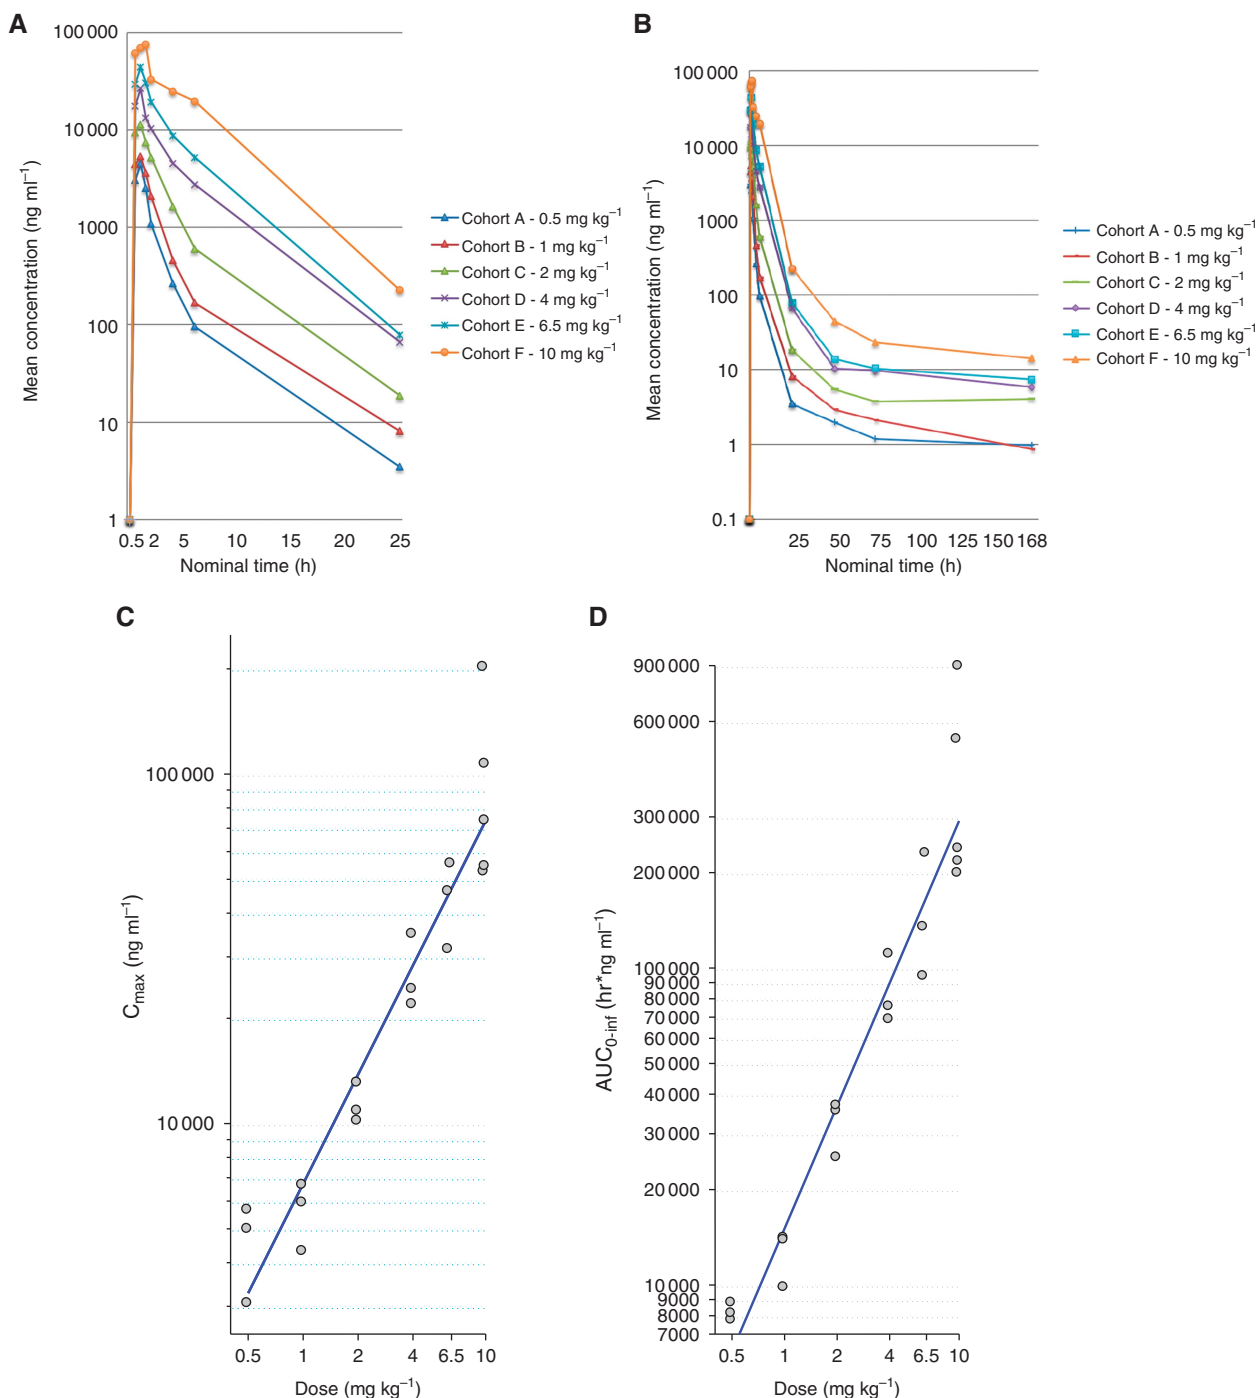 A
100 000
10 000
1000
100
10
1
Mean concentration (ng ml⁻¹)
0.5 2 5 10 15 20 25
Nominal time (h)
Cohort A - 0.5 mg kg⁻¹
Cohort B - 1 mg kg⁻¹
Cohort C - 2 mg kg⁻¹
Cohort D - 4 mg kg⁻¹
Cohort E - 6.5 mg kg⁻¹
Cohort F - 10 mg kg⁻¹
B
100 000
10 000
1000
100
10
1
0.1
Mean concentration (ng ml⁻¹)
25 50 75 100 125 150 168
Nominal time (h)
Cohort A - 0.5 mg kg⁻¹
Cohort B - 1 mg kg⁻¹
Cohort C - 2 mg kg⁻¹
Cohort D - 4 mg kg⁻¹
Cohort E - 6.5 mg kg⁻¹
Cohort F - 10 mg kg⁻¹
C
100 000
10 000
Cmax (ng ml⁻¹)
0.5 1 2 4 6.5 10
Dose (mg kg⁻¹)
D
900 000
600 000
300 000
200 000
100 000
90 000
80 000
70 000
60 000
50 000
40 000
30 000
20 000
10 000
9000
8000
7000
AUC0-inf (hr*ng ml⁻¹)
0.5 1 2 4 6.5 10
Dose (mg kg⁻¹)